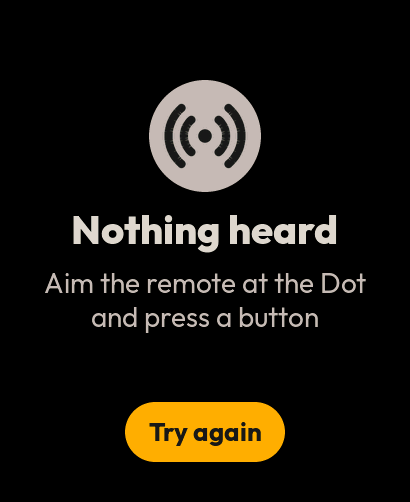 Nothing heard
Aim the remote at the Dot
and press a button
Try again